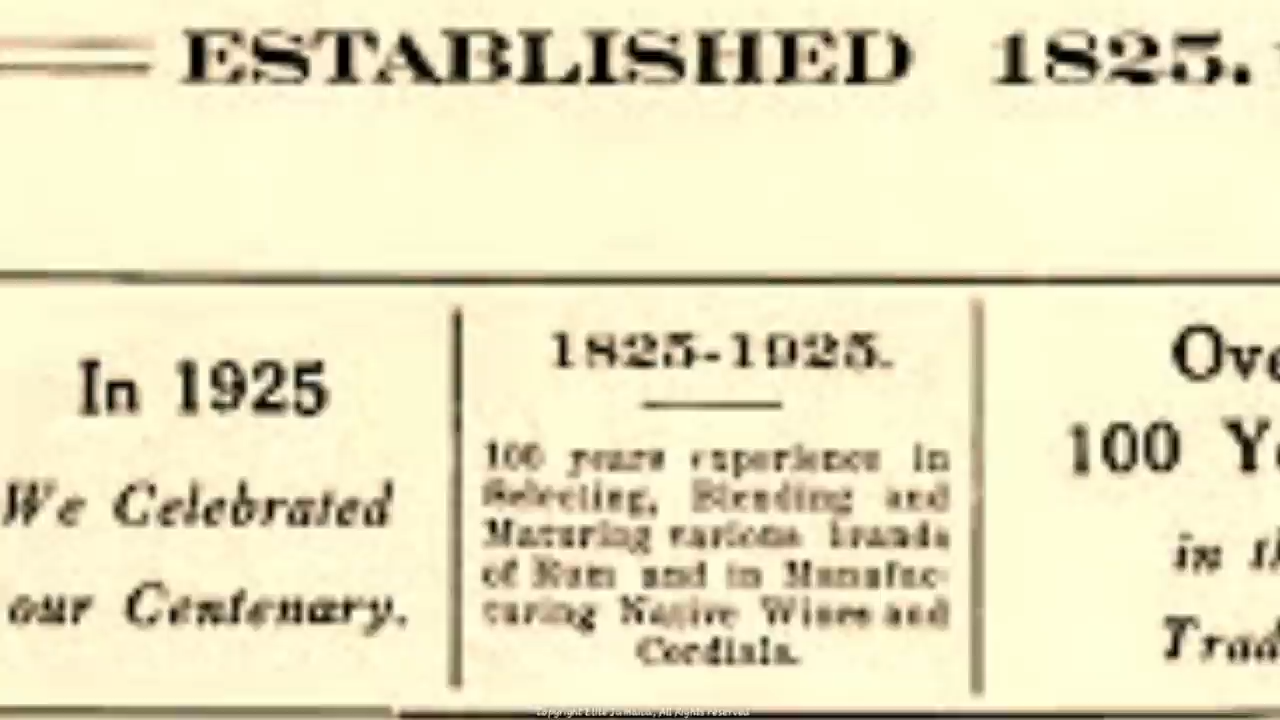 ESTABLISHED 1825.
In 1925
We Celebrated
our Centenary.
1825-1925.
100 years experience in
Selecting, Blending and
Maturing various brands
of Rum and in Manufac-
turing Native Wines and
Cordials.
Ove
100 Y
in th
Trad
Copyright Elite Jamaica, All Rights reserved